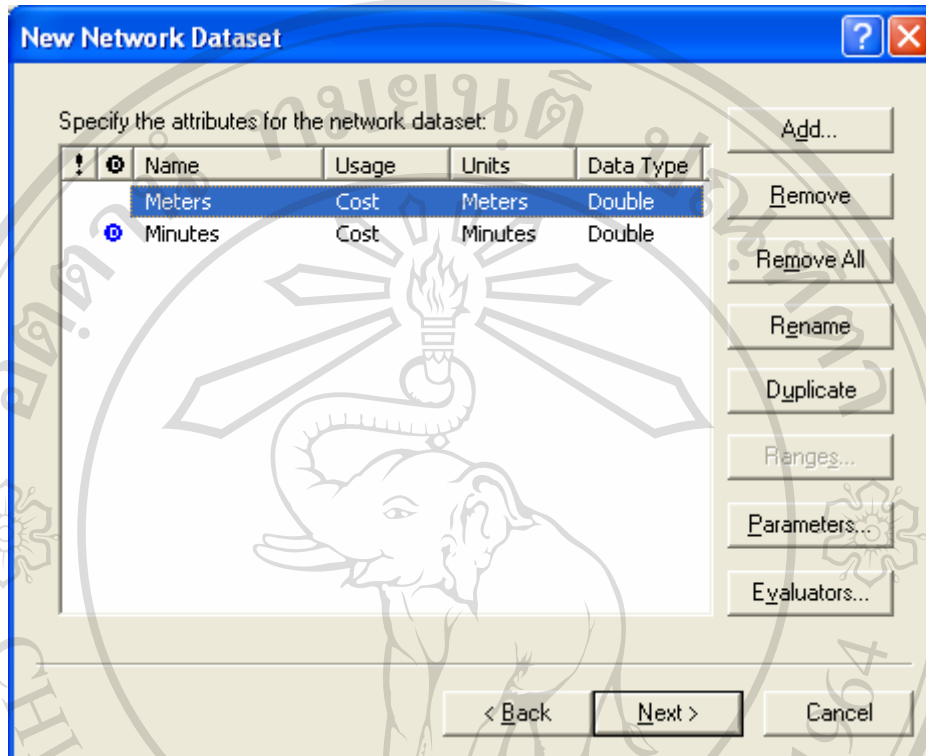 New Network Dataset
Specify the attributes for the network dataset:
! D Name Usage Units Data Type
Meters Cost Meters Double
D Minutes Cost Minutes Double
Add...
Remove
Remove All
Rename
Duplicate
Ranges...
Parameters...
Evaluators...
< Back Next > Cancel
1964